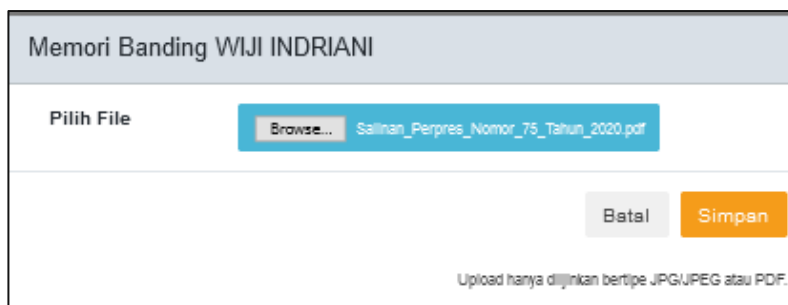 Memori Banding WIJI INDRIANI
Pilih File
Browse... Salinan_Perpres_Nomor_75_Tahun_2020.pdf
Batal Simpan
Upload hanya diijinkan bertipe JPG/JPEG atau PDF.